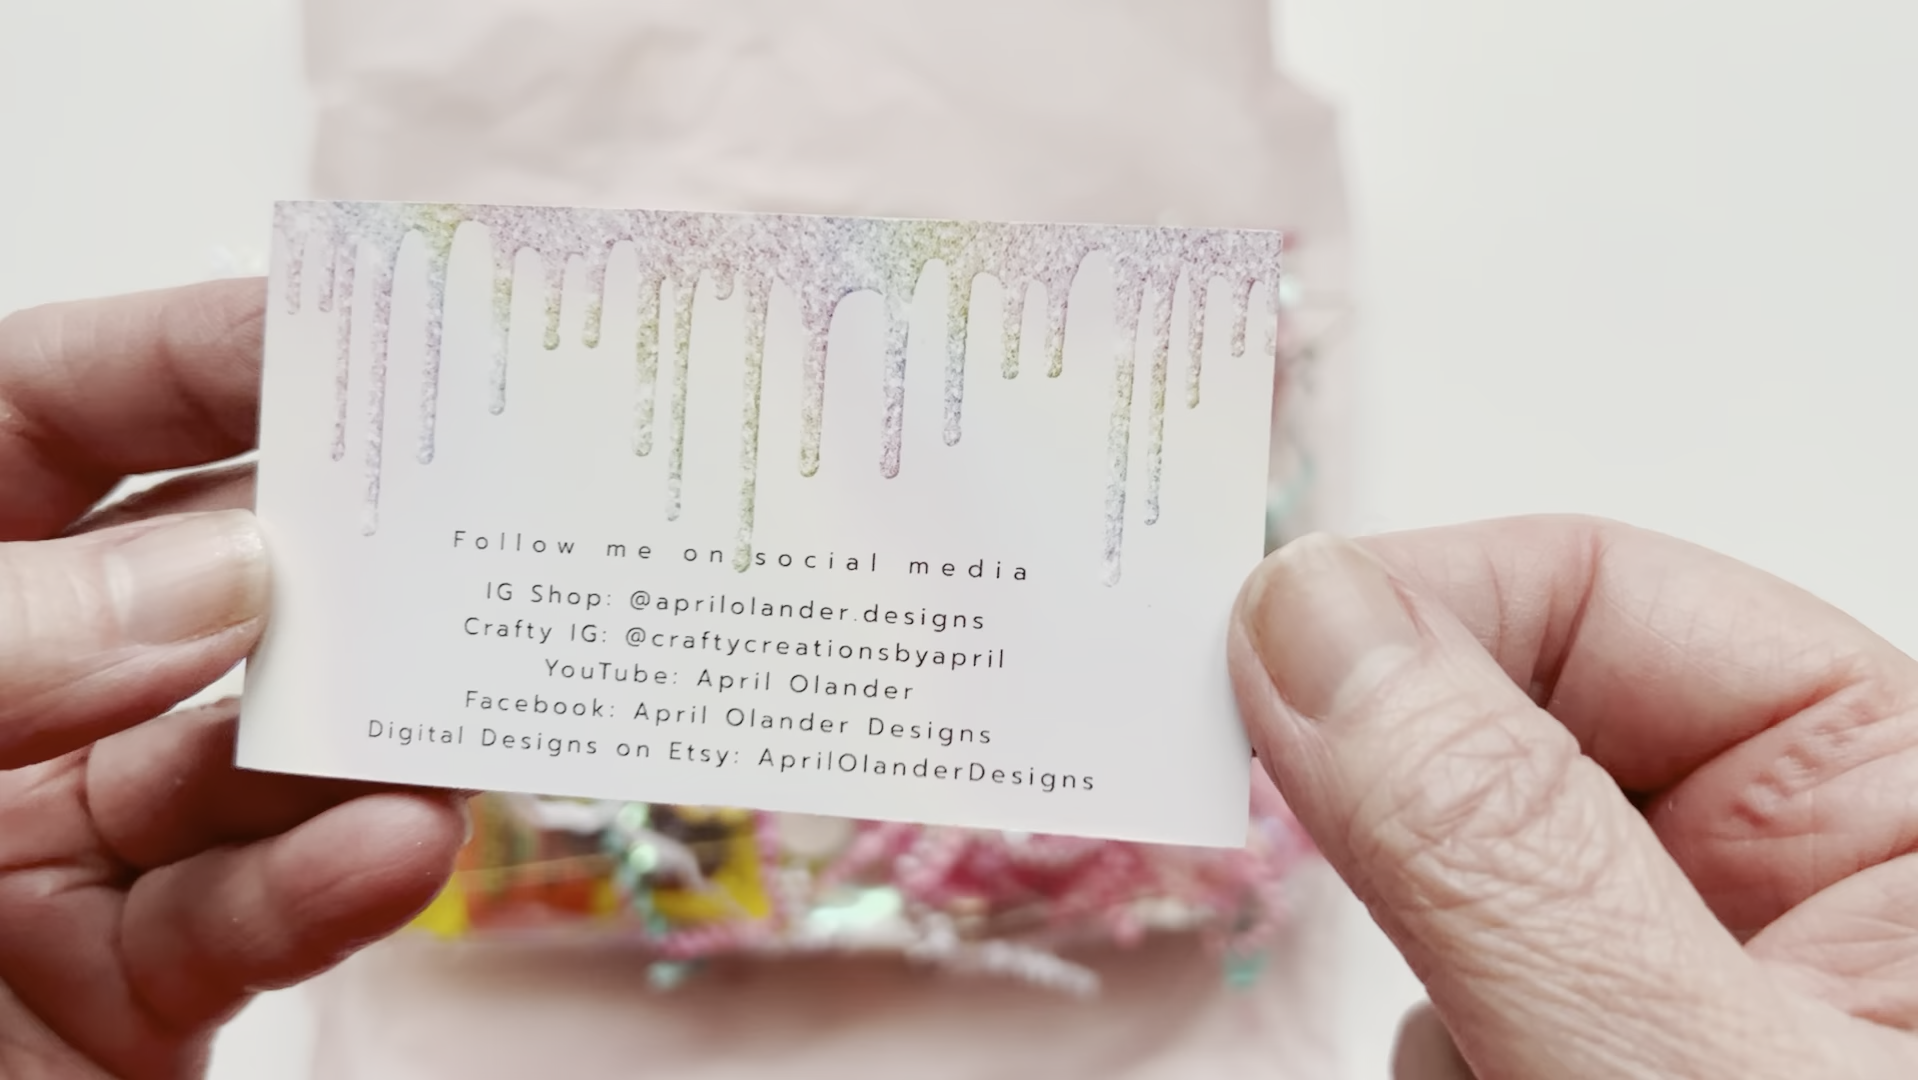 Follow me on social media
IG Shop: @aprilolander.designs
Crafty IG: @craftycreationsbyapril
YouTube: April Olander
Facebook: April Olander Designs
Digital Designs on Etsy: AprilOlanderDesigns